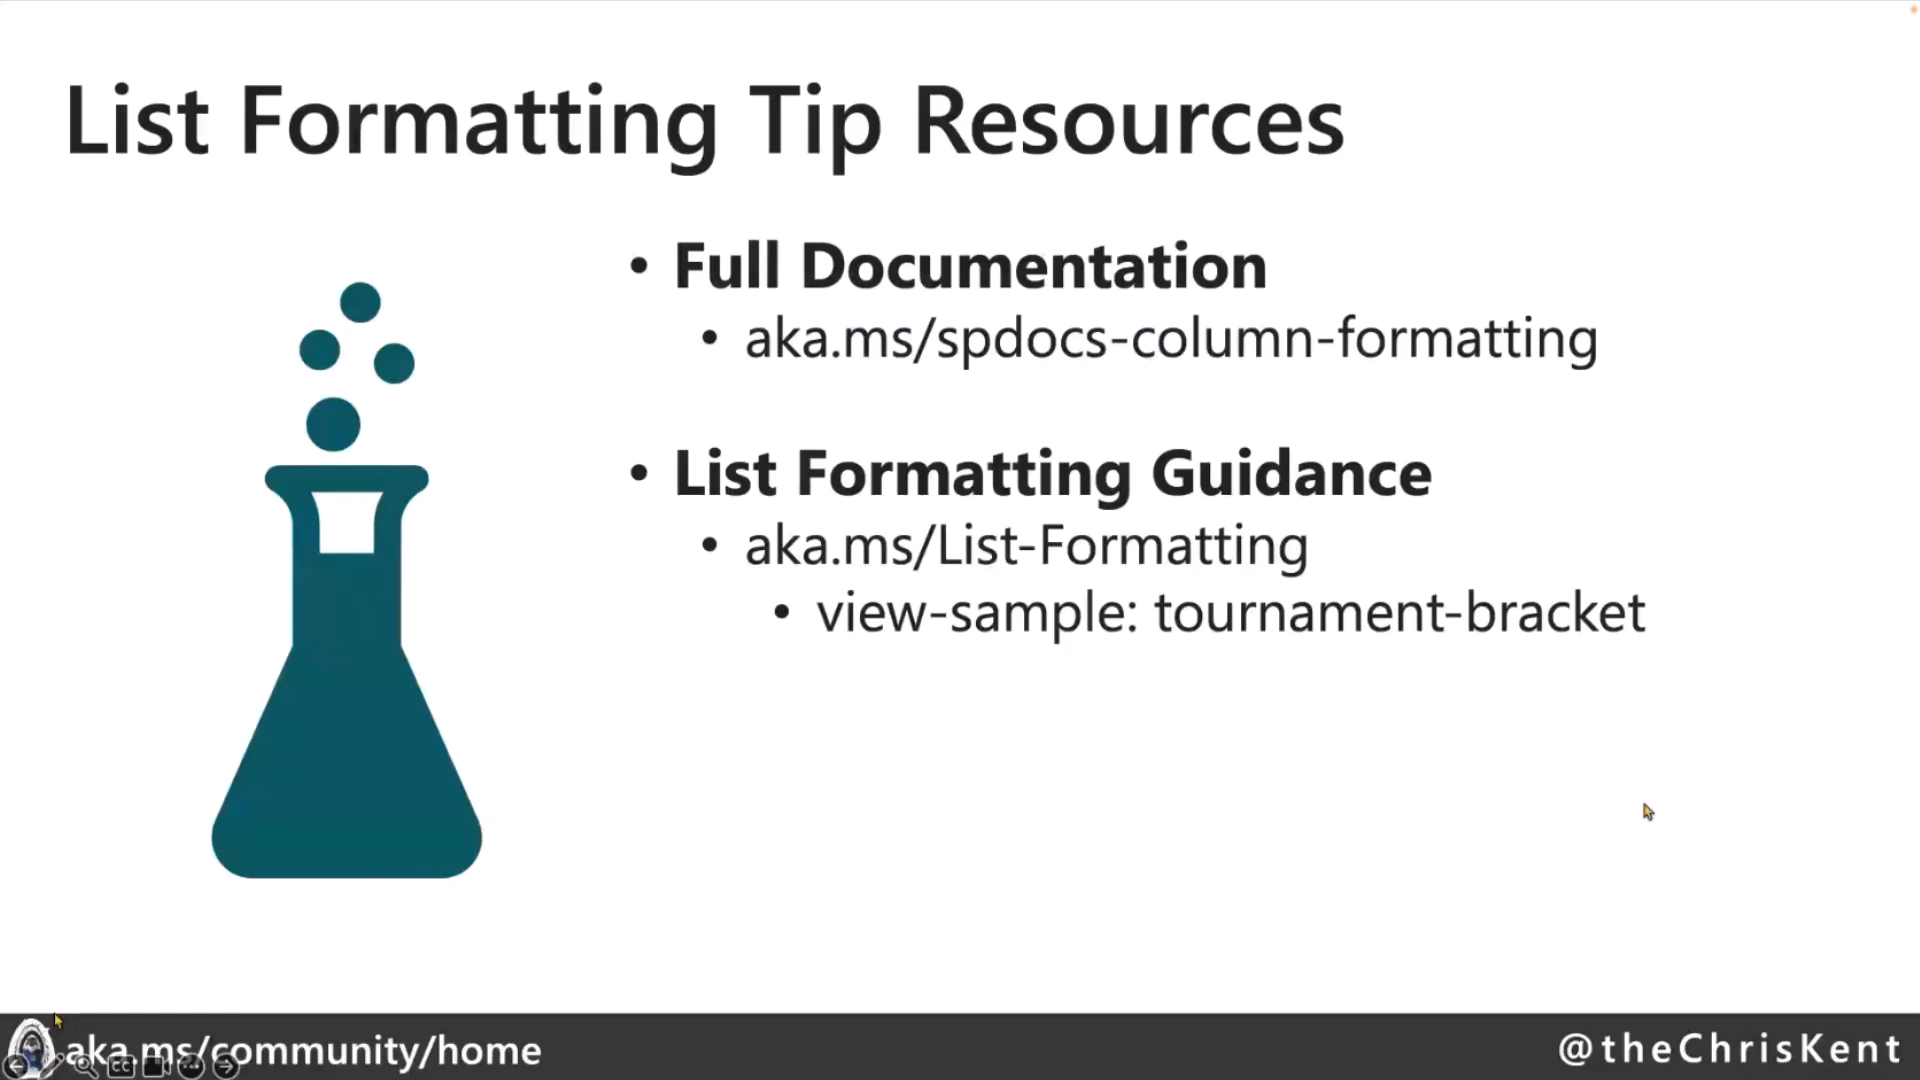 List Formatting Tip Resources
• Full Documentation
• aka.ms/spdocs-column-formatting
• List Formatting Guidance
• aka.ms/List-Formatting
• view-sample: tournament-bracket
aka.ms/community/home
CC
@theChrisKent